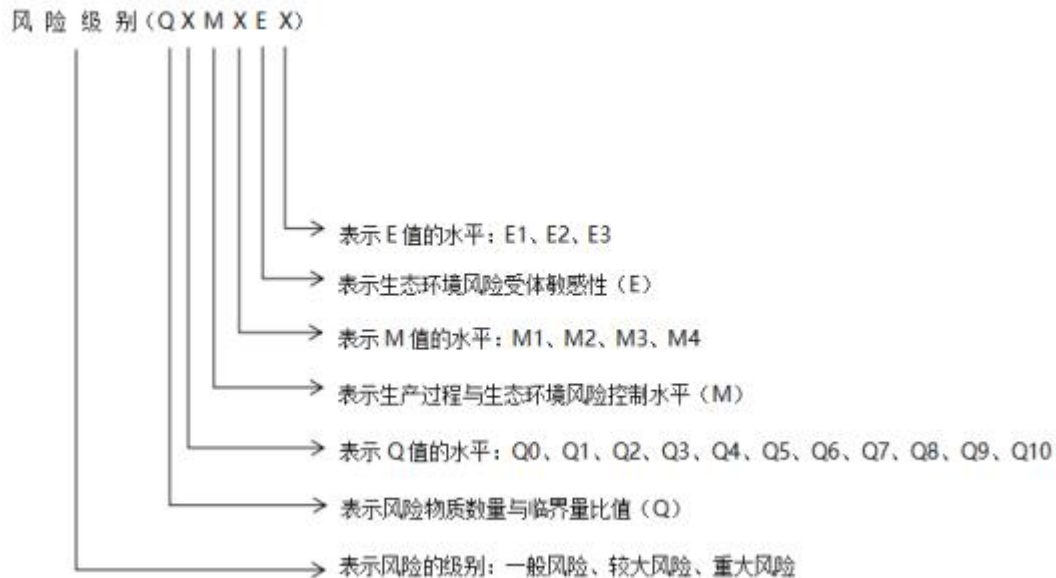 风险级别（QXMXEX）
表示 E 值的水平：E1、E2、E3
表示生态环境风险受体敏感性（E）
表示 M 值的水平：M1、M2、M3、M4
表示生产过程与生态环境风险控制水平（M）
表示 Q 值的水平：Q0、Q1、Q2、Q3、Q4、Q5、Q6、Q7、Q8、Q9、Q10
表示风险物质数量与临界量比值（Q）
表示风险的级别：一般风险、较大风险、重大风险